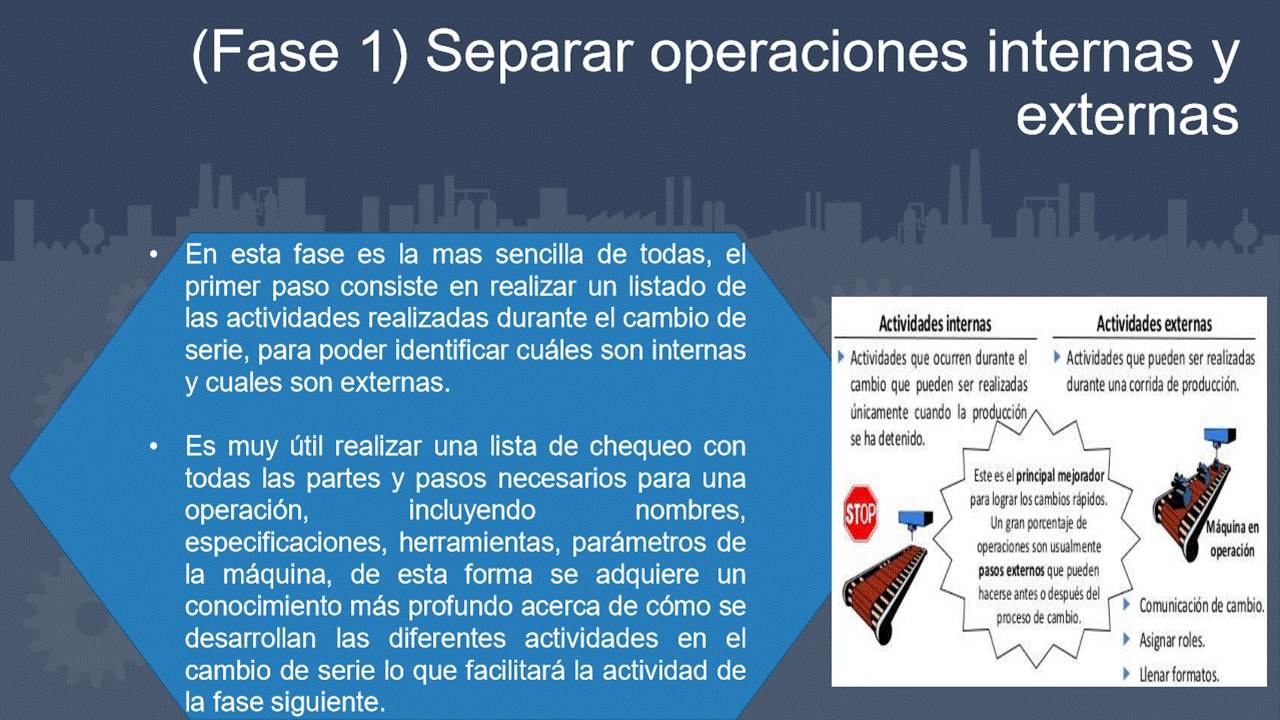 (Fase 1) Separar operaciones internas y
externas
• En esta fase es la mas sencilla de todas, el
primer paso consiste en realizar un listado de
las actividades realizadas durante el cambio de
serie, para poder identificar cuáles son internas
y cuales son externas.
• Es muy útil realizar una lista de chequeo con
todas las partes y pasos necesarios para una
operación, incluyendo nombres,
especificaciones, herramientas, parámetros de
la máquina, de esta forma se adquiere un
conocimiento más profundo acerca de cómo se
desarrollan las diferentes actividades en el
cambio de serie lo que facilitará la actividad de
la fase siguiente.
Actividades internas
Actividades que ocurren durante el
cambio que pueden ser realizadas
únicamente cuando la producción
se ha detenido.
STOP
Este es el principal mejorador
para lograr los cambios rápidos.
Un gran porcentaje de
operaciones son usualmente
pasos externos que pueden
hacerse antes o después del
proceso de cambio.
Actividades externas
Actividades que pueden ser realizadas
durante una corrida de producción.
Máquina en
operación
Comunicación de cambio.
Asignar roles.
Llenar formatos.